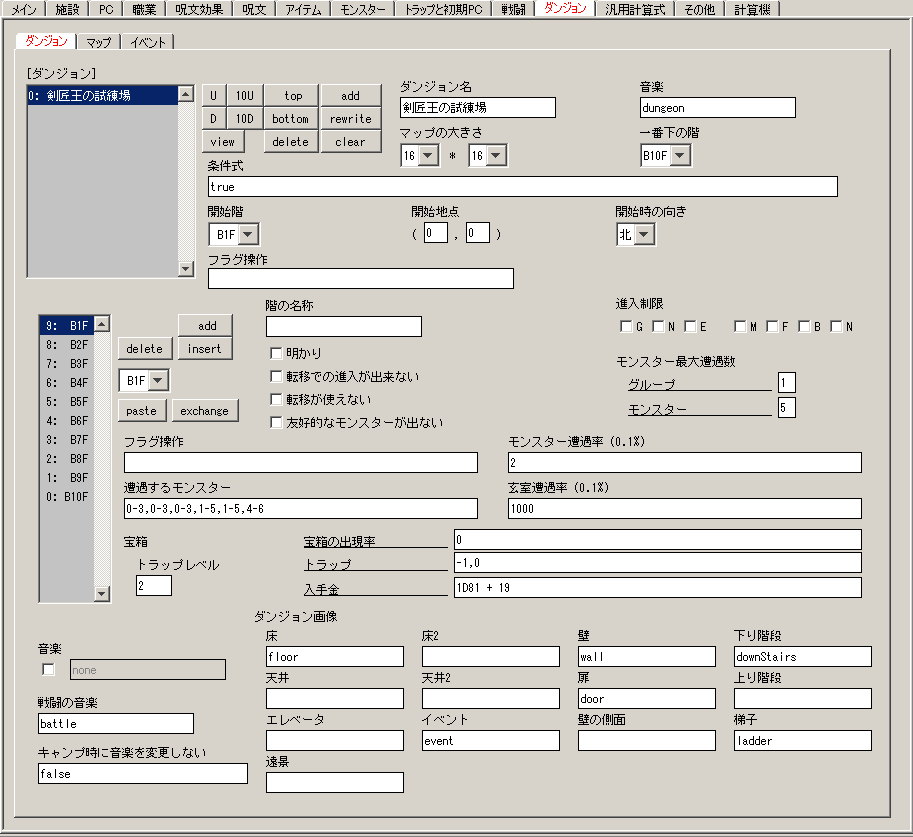 メイン 施設 PC 職業 呪文効果 呪文 アイテム モンスター トラップと初期PC 戦闘 ダンジョン 汎用計算式 その他 計算機
ダンジョン マップ イベント
[ダンジョン]
0: 剣匠王の試練場
U 10U top add
D 10D bottom rewrite
view delete clear
ダンジョン名
剣匠王の試練場
音楽
dungeon
マップの大きさ
16 * 16
一番下の階
B10F
条件式
true
開始階
B1F
開始地点
( 0 , 0 )
開始時の向き
北
フラグ操作
9: B1F
8: B2F
7: B3F
6: B4F
5: B5F
4: B6F
3: B7F
2: B8F
1: B9F
0: B10F
add
delete insert
B1F
paste exchange
階の名称
明かり
転移での進入が出来ない
転移が使えない
友好的なモンスターが出ない
進入制限
G N E M F B N
モンスター最大遭遇数
グループ 1
モンスター 5
フラグ操作
モンスター遭遇率 (0.1%)
2
遭遇するモンスター
0-3,0-3,0-3,1-5,1-5,4-6
玄室遭遇率 (0.1%)
1000
宝箱
トラップレベル
2
宝箱の出現率 0
トラップ -1,0
入手金 1D81 + 19
ダンジョン画像
床 床2 壁 下り階段
floor wall downStairs
天井 天井2 扉 上り階段
door
エレベータ イベント 壁の側面 梯子
event ladder
遠景
音楽
none
戦闘の音楽
battle
キャンプ時に音楽を変更しない
false